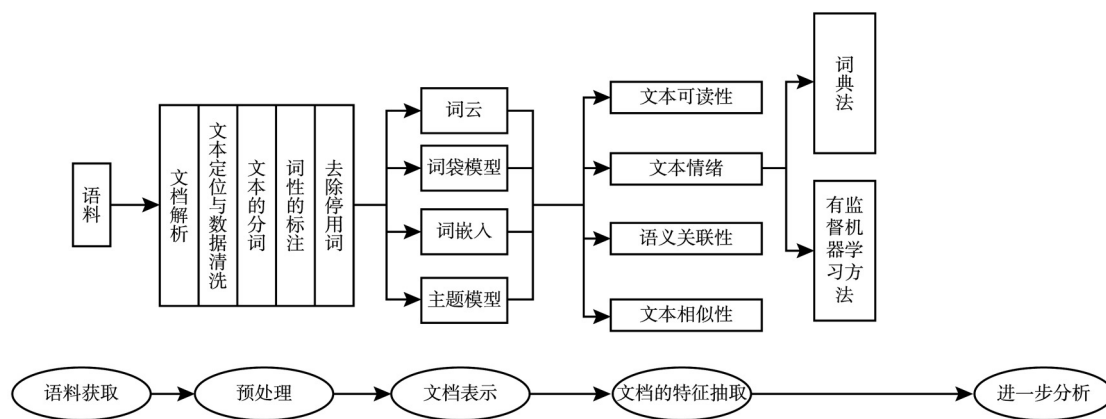 语料
文档解析
文本定位与数据清洗
文本的分词
词性的标注
去除停用词
词云
词袋模型
词嵌入
主题模型
文本可读性
文本情绪
语义关联性
文本相似性
词典法
有监督机器学习方法
语料获取
预处理
文档表示
文档的特征抽取
进一步分析